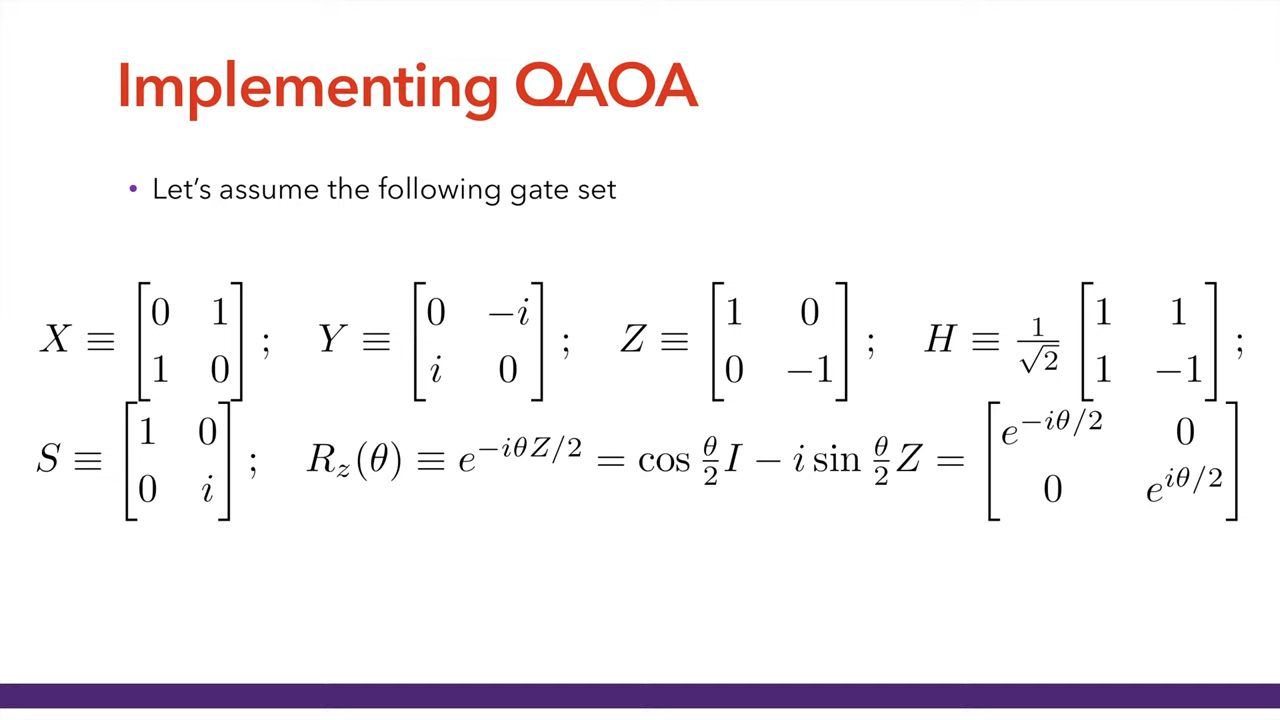 Implementing QAOA
• Let's assume the following gate set
X ≡ [0 1; 1 0] ; Y ≡ [0 −i; i 0] ; Z ≡ [1 0; 0 −1] ; H ≡ 1/√2 [1 1; 1 −1] ;
S ≡ [1 0; 0 i] ; R_z(θ) ≡ e^{−iθZ/2} = cos θ/2 I − i sin θ/2 Z = [e^{−iθ/2} 0; 0 e^{iθ/2}]